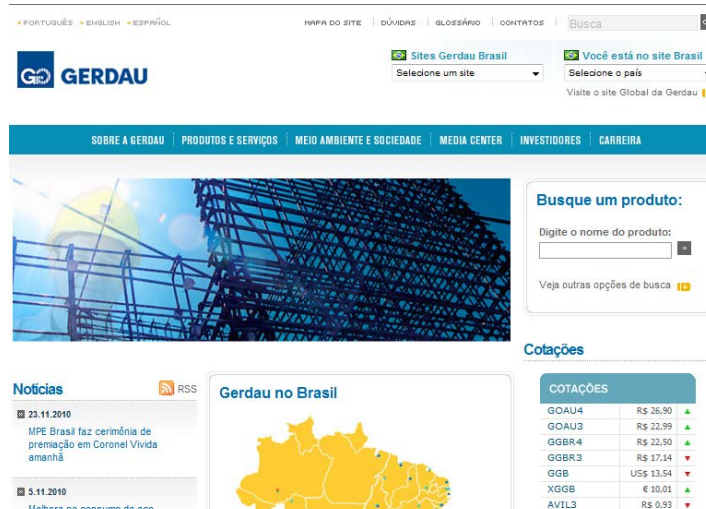 PORTUGUÊS ENGLISH ESPAÑOL
MAPA DO SITE DÚVIDAS GLOSSÁRIO CONTATOS Busca
GERDAU
Sites Gerdau Brasil
Selecione um site
Você está no site Brasil
Selecione o país
Visite o site Global da Gerdau
SOBRE A GERDAU PRODUTOS E SERVIÇOS MEIO AMBIENTE E SOCIEDADE MEDIA CENTER INVESTIDORES CARREIRA
Busque um produto:
Digite o nome do produto:
Veja outras opções de busca
Notícias RSS
23.11.2010
MPE Brasil faz cerimônia de
premiação em Coronel Vivida
amanhã
5.11.2010
Melhora no consumo de aço
Gerdau no Brasil
Cotações
COTAÇÕES
GOAU4 R$ 26,90
GOAU3 R$ 22,99
GGBR4 R$ 22,50
GGBR3 R$ 17,14
GGB US$ 13,54
XGGB € 10,01
AVIL3 R$ 0,93